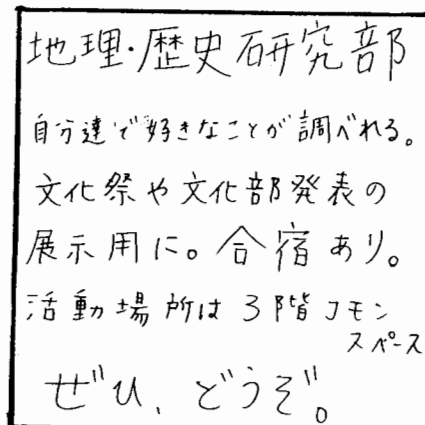 地理・歴史研究部
自分達で好きなことが調べれる。
文化祭や文化部発表の
展示用に。合宿あり。
活動場所は3階コモン
スペース
ぜひ、どうぞ。